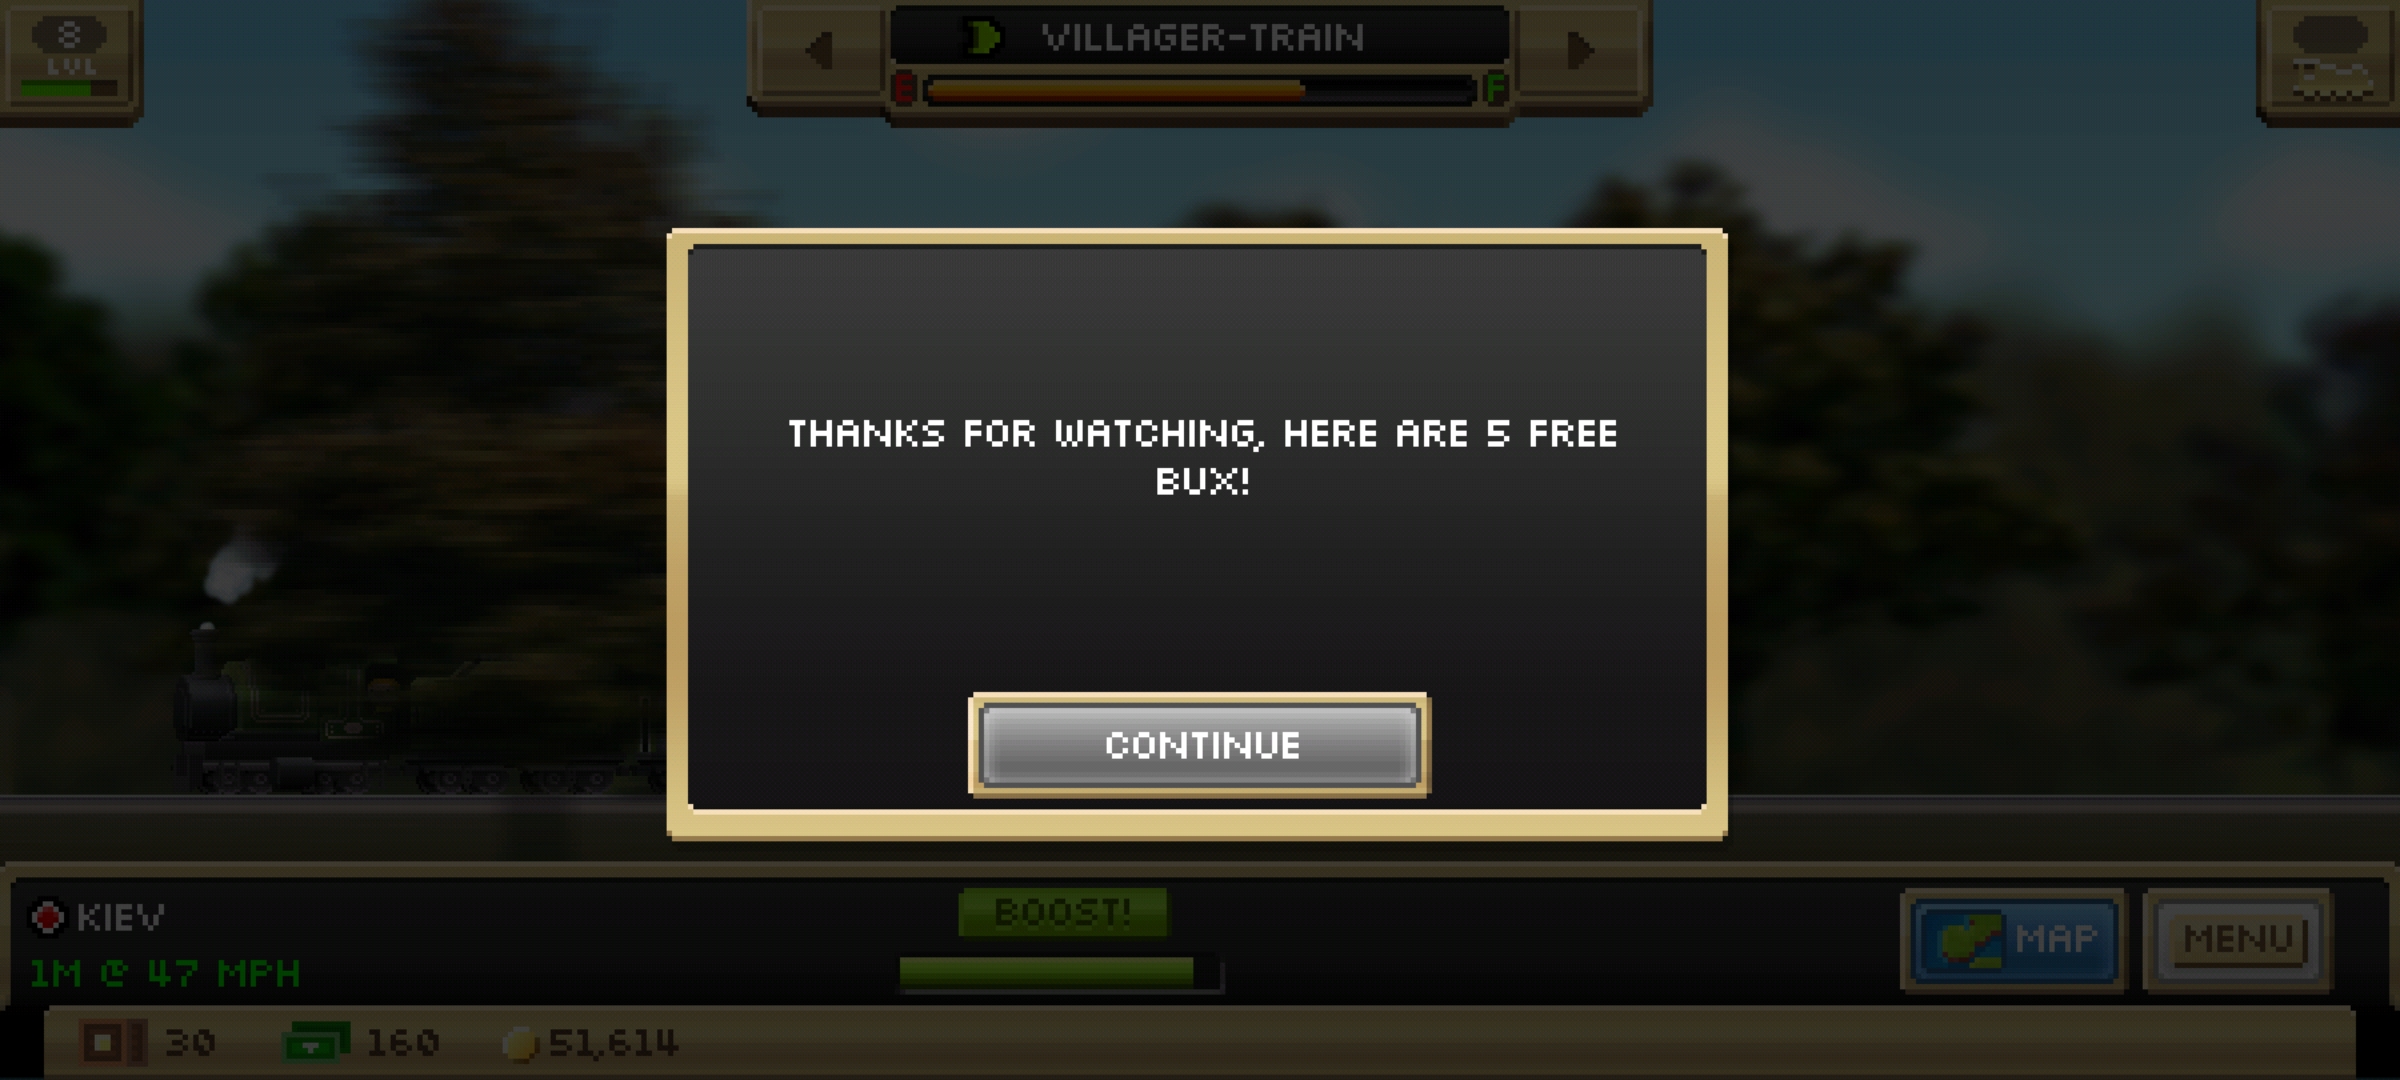 8
LVL
VILLAGER-TRAIN
E F
THANKS FOR WATCHING, HERE ARE 5 FREE
BUX!
CONTINUE
KIEV
1M @ 47 MPH
BOOST!
MAP
MENU
30 160 51,614